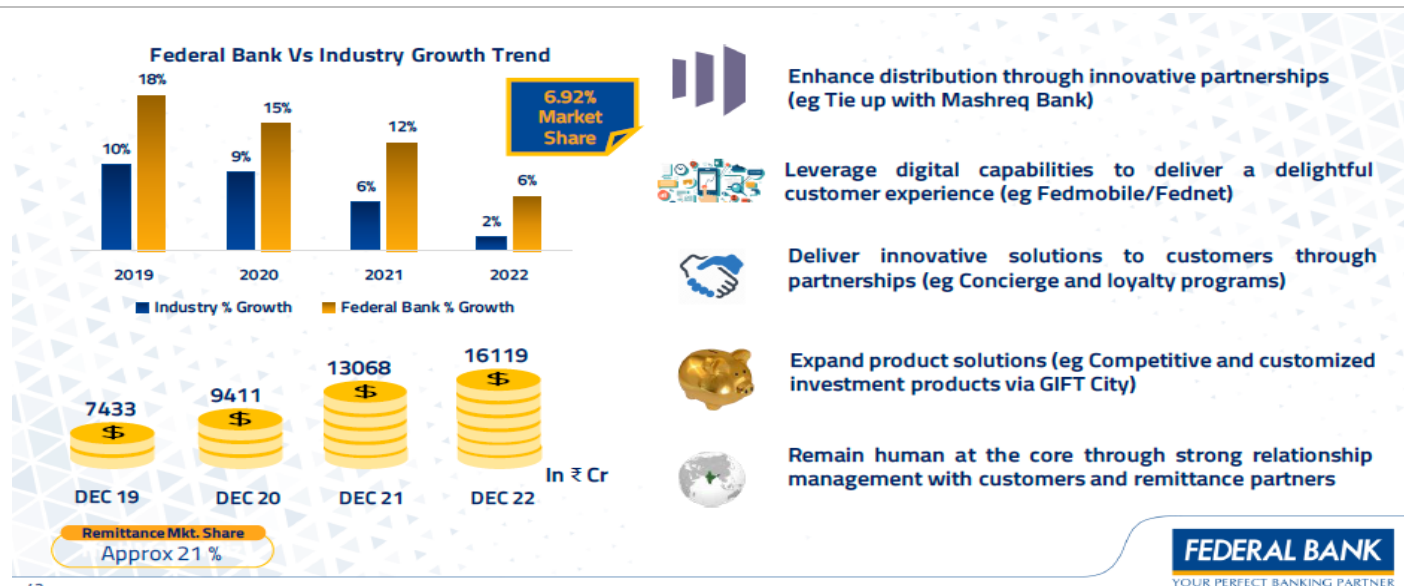 Federal Bank Vs Industry Growth Trend
18%
15%
12%
10%
9%
6%
6%
2%
2019 2020 2021 2022
Industry % Growth Federal Bank % Growth
6.92%
Market
Share
7433 9411 13068 16119
$ $ $ $
In ₹ Cr
DEC 19 DEC 20 DEC 21 DEC 22
Remittance Mkt. Share
Approx 21 %
Enhance distribution through innovative partnerships
(eg Tie up with Mashreq Bank)
Leverage digital capabilities to deliver a delightful
customer experience (eg Fedmobile/Fednet)
Deliver innovative solutions to customers through
partnerships (eg Concierge and loyalty programs)
Expand product solutions (eg Competitive and customized
investment products via GIFT City)
Remain human at the core through strong relationship
management with customers and remittance partners
FEDERAL BANK
YOUR PERFECT BANKING PARTNER